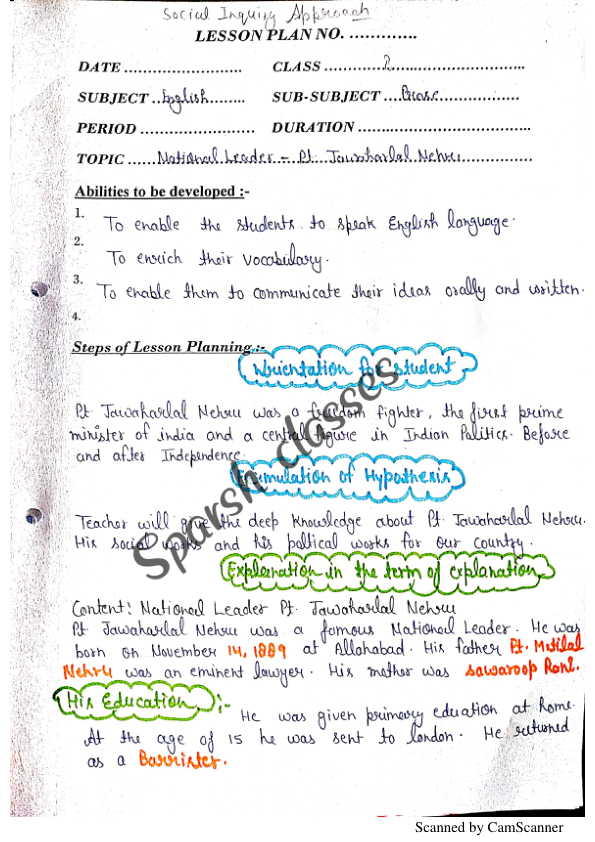 Social Inquiry Approach
LESSON PLAN NO. .............
DATE .......................... CLASS ..........................
SUBJECT ..English......... SUB-SUBJECT ....Prose..................
PERIOD ......................... DURATION ......................................
TOPIC .......National Leader – Pt. Jawaharlal Nehru................
Abilities to be developed :-
1. To enable the students to speak English language.
2. To enrich their vocabulary.
3. To enable them to communicate their ideas orally and written.
4.
Steps of Lesson Planning :-
Orientation for student
Pt Jawaharlal Nehru was a freedom fighter, the first prime
minister of india and a central figure in Indian Politics. Before
and after Independence.
Formulation of Hypothesis
Teacher will give the deep knowledge about Pt Jawaharlal Nehru.
His social works and his poltical works for our country.
Explaination in the term of explanation
Content: National Leader Pt. Jawaharlal Nehru
Pt Jawaharlal Nehru was a famous National Leader. He was
born on November 14, 1889 at Allahabad. His father Pt. Motilal
Nehru was an eminent lawyer. His mother was Sawaroop Rani.
His Education :-
He was given primary eduation at Home.
At the age of 15 he was sent to london. He returned
as a Barrister.
Sparsh classes
Scanned by CamScanner